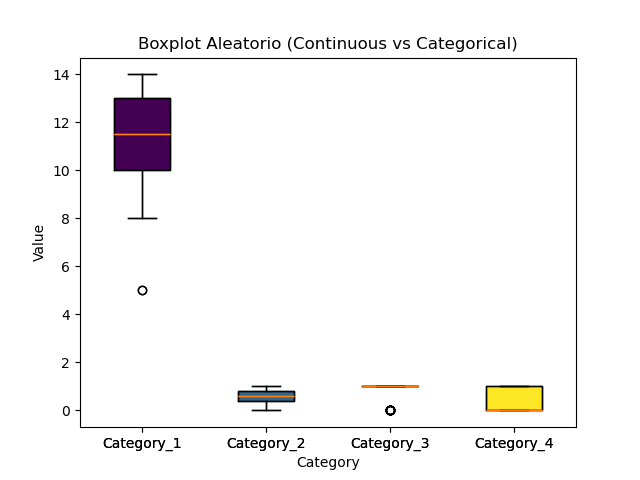 Boxplot Aleatorio (Continuous vs Categorical)
14
12
10
8
6
4
2
0
Value
Category_1 Category_2 Category_3 Category_4
Category